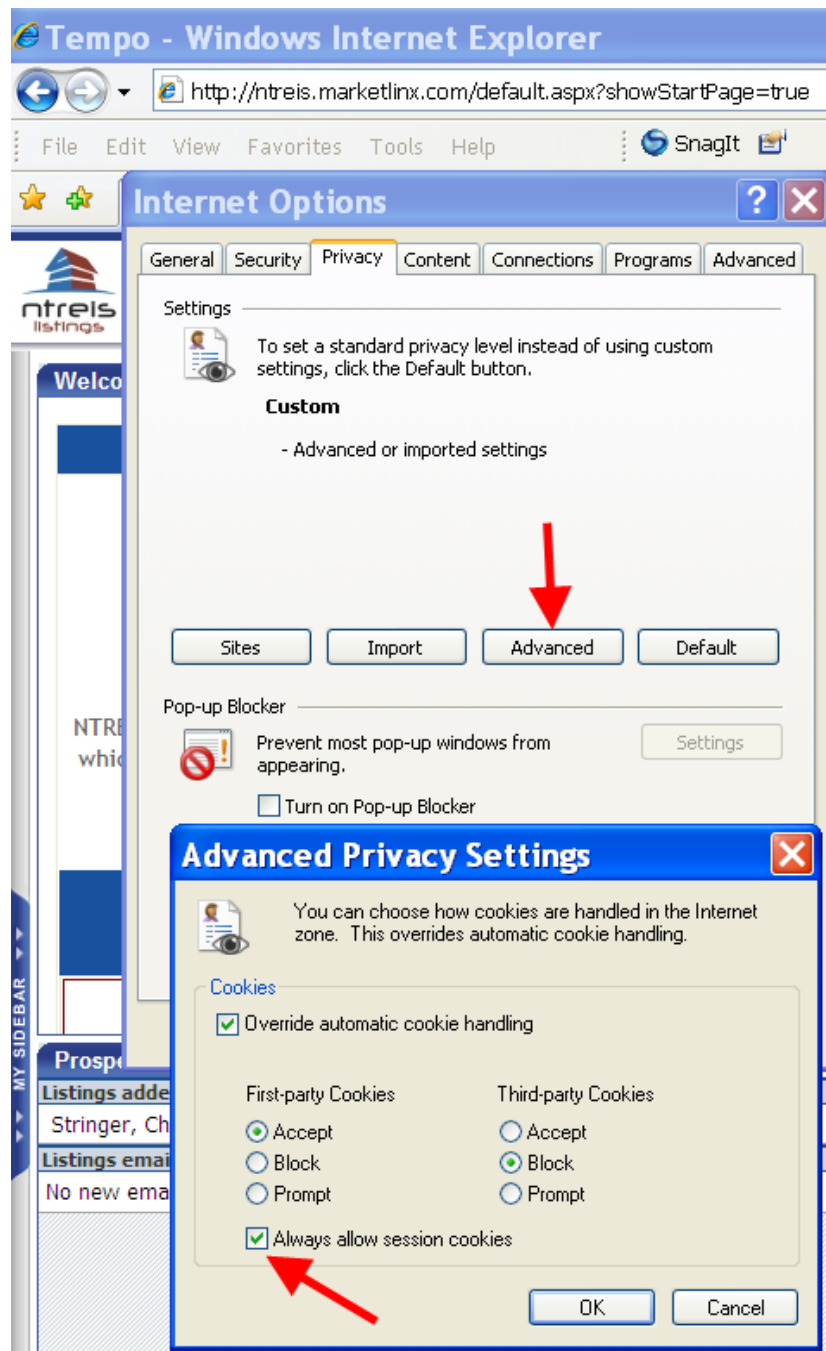 Tempo - Windows Internet Explorer
http://ntreis.marketlinx.com/default.aspx?showStartPage=true
File Edit View Favorites Tools Help SnagIt
Internet Options
General Security Privacy Content Connections Programs Advanced
ntreis
listings
Settings
To set a standard privacy level instead of using custom
settings, click the Default button.
Welco
Custom
- Advanced or imported settings
Sites Import Advanced Default
Pop-up Blocker
NTRE
Prevent most pop-up windows from
appearing.
Settings
whic
Turn on Pop-up Blocker
Advanced Privacy Settings
You can choose how cookies are handled in the Internet
zone. This overrides automatic cookie handling.
Cookies
Override automatic cookie handling
MY SIDEBAR
Prospe
Listings adde
Stringer, Ch
Listings emai
No new ema
First-party Cookies Third-party Cookies
Accept Accept
Block Block
Prompt Prompt
Always allow session cookies
OK Cancel